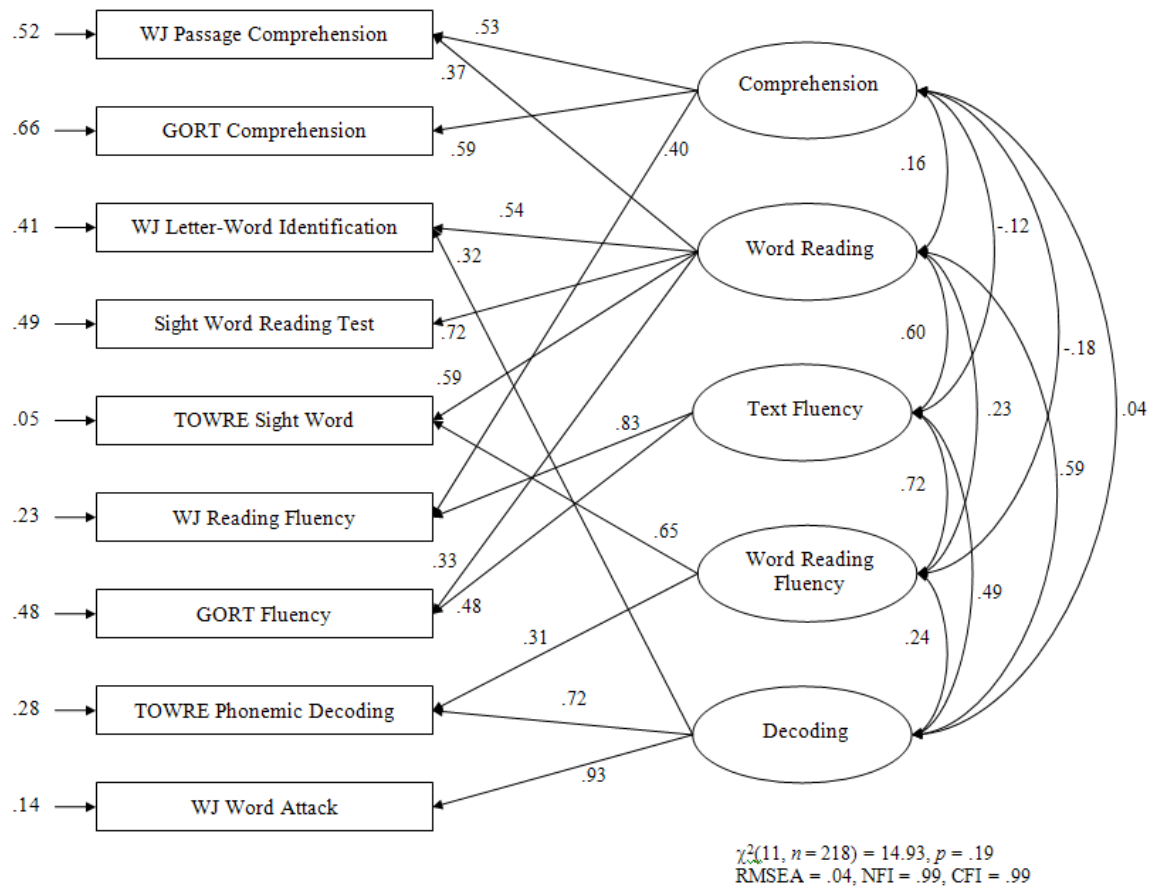 .52
WJ Passage Comprehension
.53
.37
Comprehension
.66
GORT Comprehension
.59
.40
.16
-.12
.41
WJ Letter-Word Identification
.54
.32
Word Reading
.49
Sight Word Reading Test
.72
.60
-.18
.59
.05
TOWRE Sight Word
.83
Text Fluency
.23
.04
.72
.59
.23
WJ Reading Fluency
.65
.33
Word Reading
Fluency
.49
.48
GORT Fluency
.48
.31
.24
.28
TOWRE Phonemic Decoding
.72
Decoding
.93
.14
WJ Word Attack
χ²(11, n = 218) = 14.93, p = .19
RMSEA = .04, NFI = .99, CFI = .99